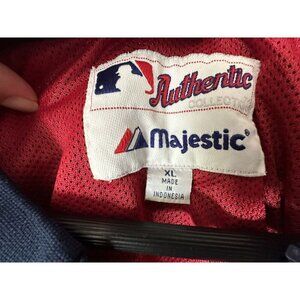 Authentic
COLLECTION
Majestic®
XL
MADE
IN
INDONESIA